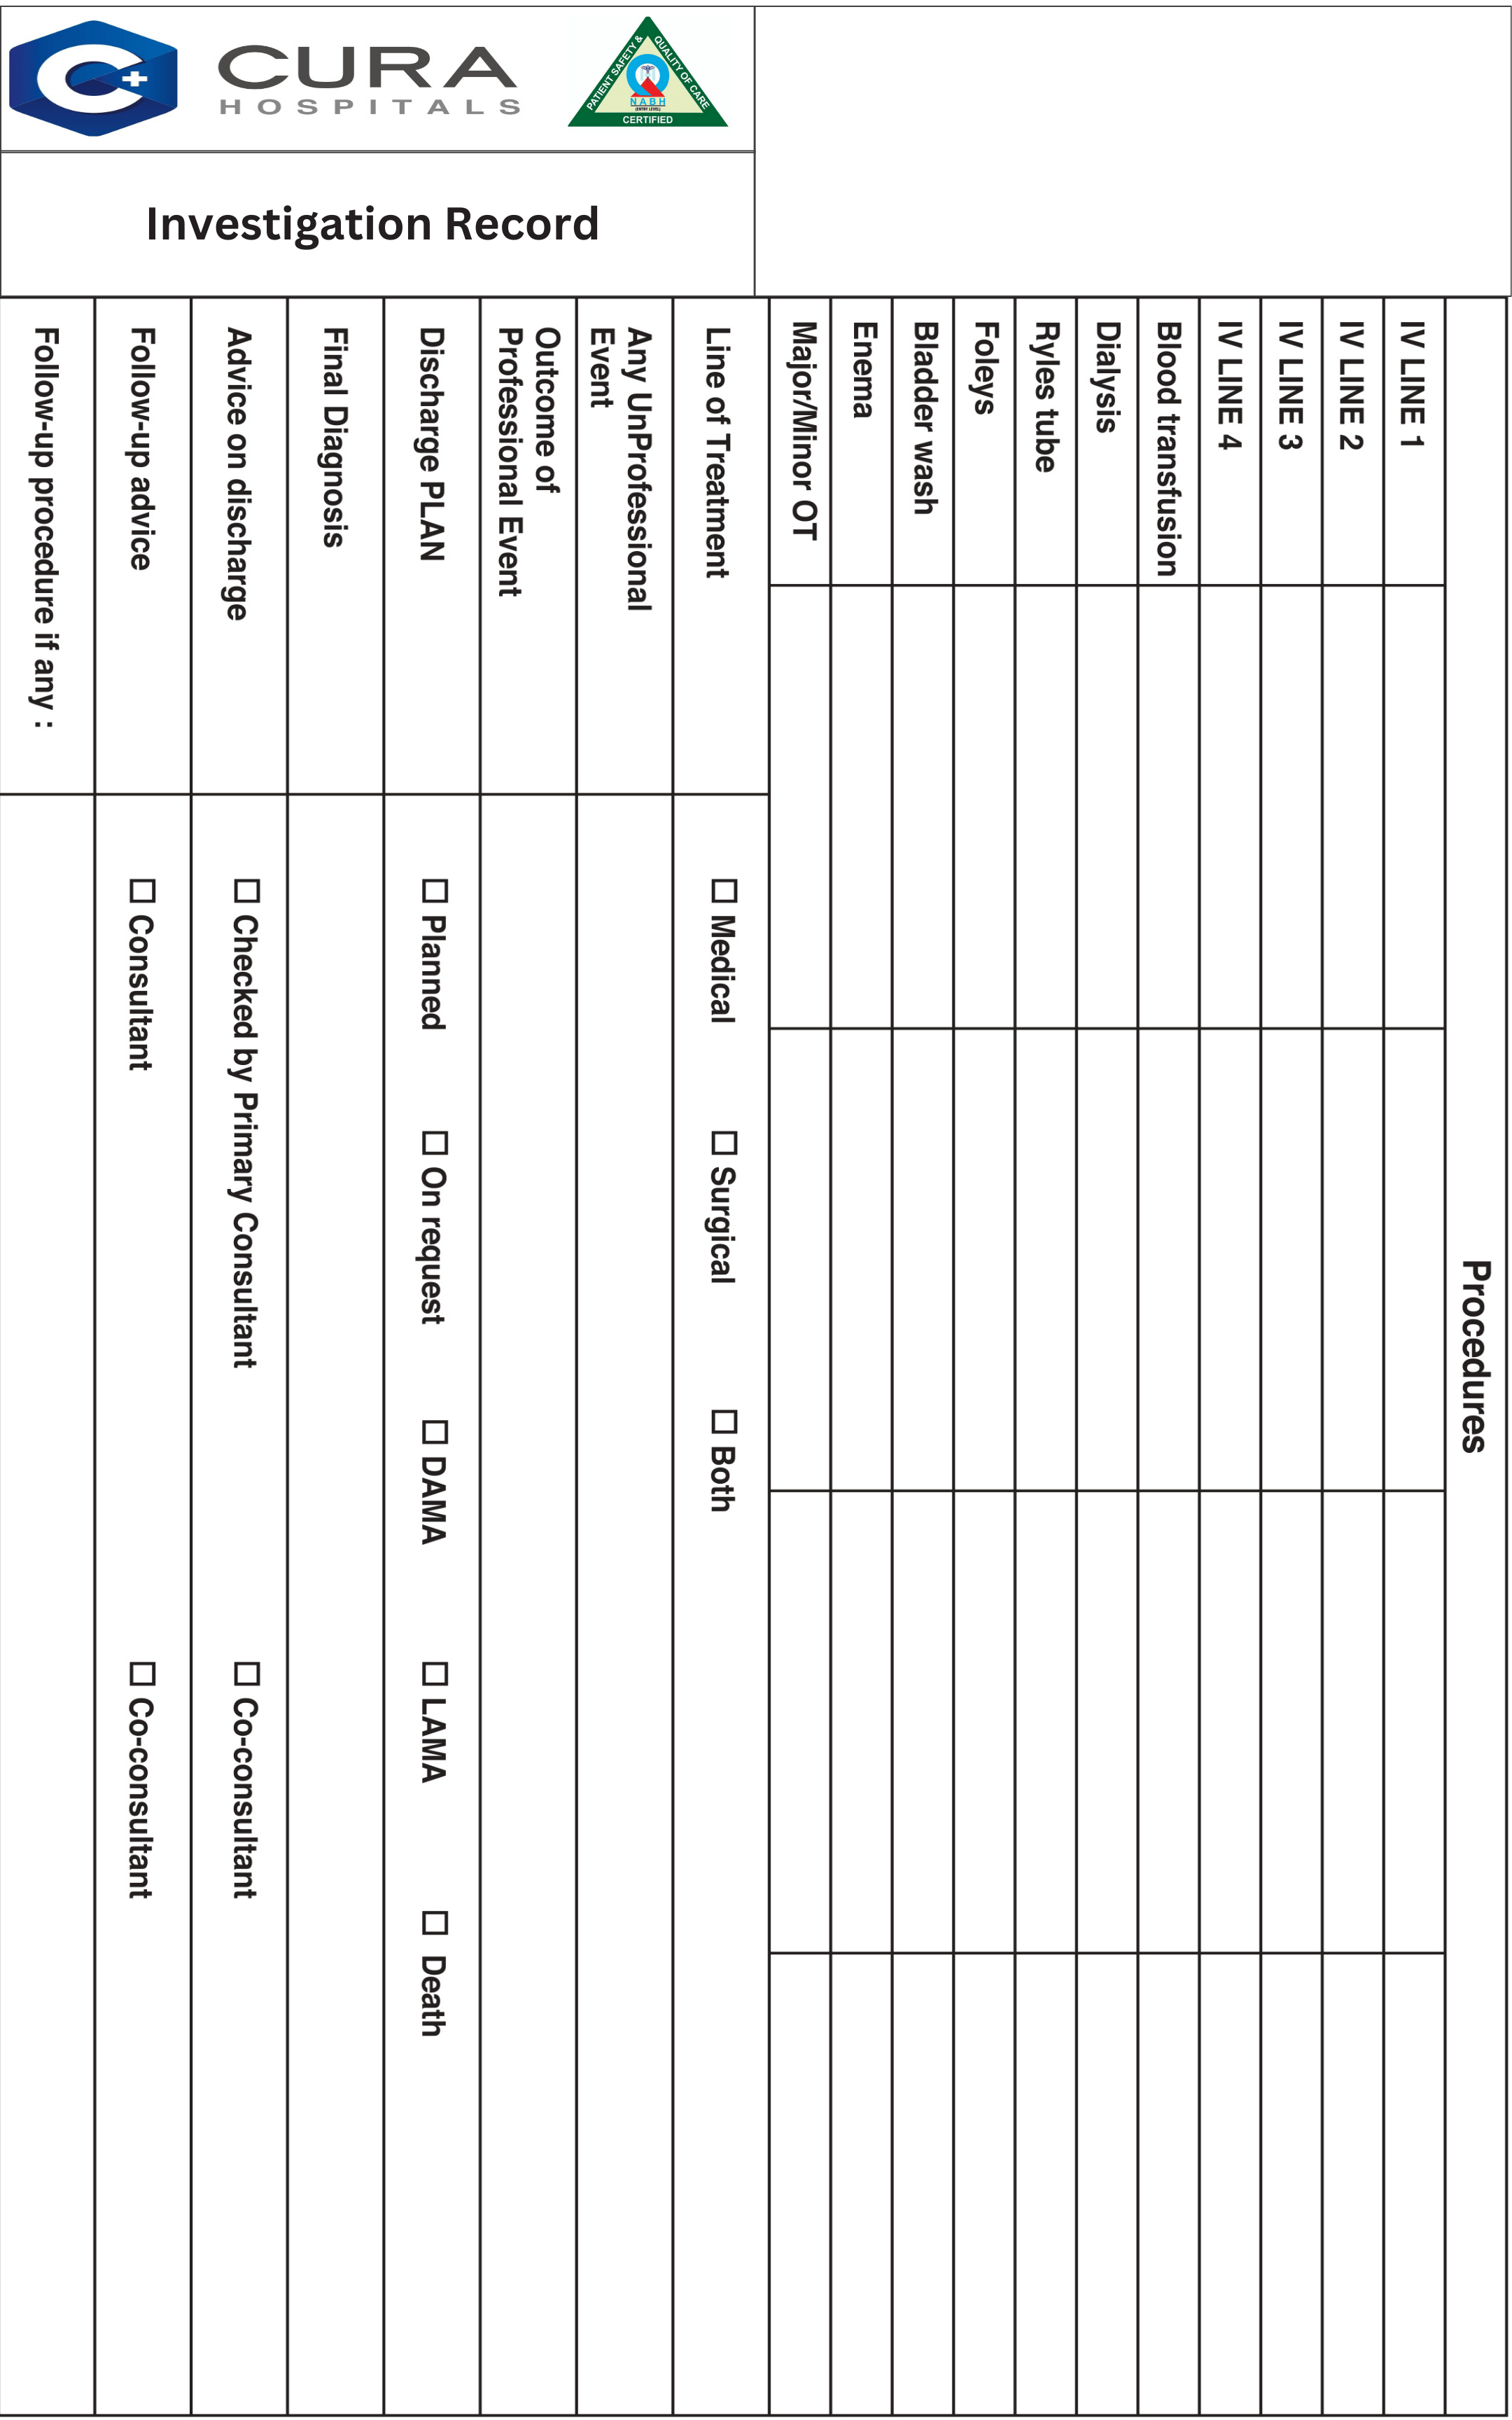 CURA
HOSPITALS
PATIENT SAFETY & QUALITY OF CARE
NABH
(ENTRY LEVEL)
CERTIFIED
Investigation Record
Procedures
IV LINE 1
IV LINE 2
IV LINE 3
IV LINE 4
Blood transfusion
Dialysis
Ryles tube
Foleys
Bladder wash
Enema
Major/Minor OT
Line of Treatment ☐ Medical ☐ Surgical ☐ Both
Any UnProfessional
Event
Outcome of
Professional Event
Discharge PLAN ☐ Planned ☐ On request ☐ DAMA ☐ LAMA ☐ Death
Final Diagnosis
Advice on discharge ☐ Checked by Primary Consultant ☐ Co-consultant
Follow-up advice ☐ Consultant ☐ Co-consultant
Follow-up procedure if any :